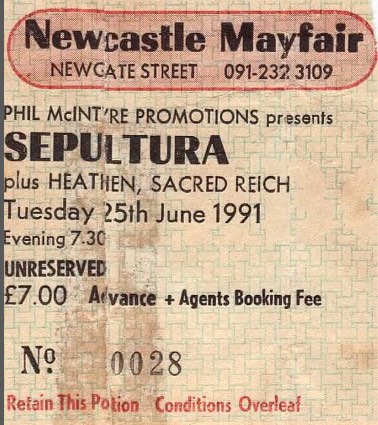 Newcastle Mayfair
NEWGATE STREET 091-232 3109
PHIL McINT'RE PROMOTIONS presents
SEPULTURA
plus HEATHEN, SACRED REICH
Tuesday 25th June 1991
Evening 7.30
UNRESERVED
£7.00 Advance + Agents Booking Fee
Nº 0028
Retain This Potion Conditions Overleaf